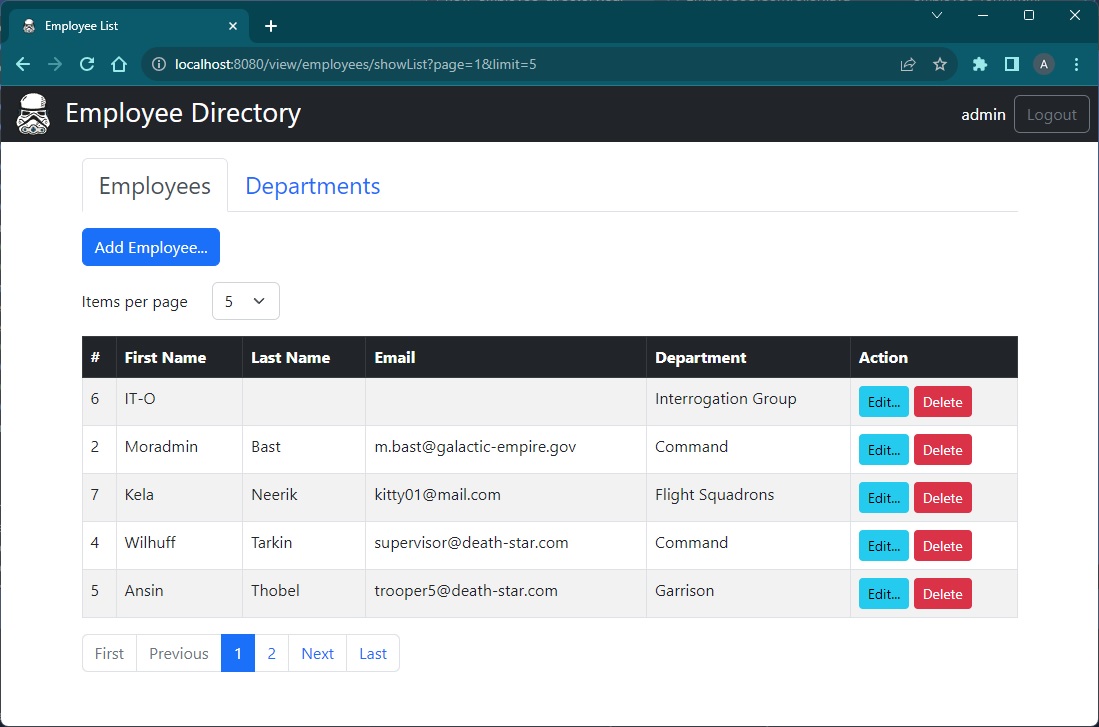 Employee List
localhost:8080/view/employees/showList?page=1&limit=5
A
Employee Directory
admin Logout
Employees Departments
Add Employee...
Items per page 5
# First Name Last Name Email Department Action
6 IT-O Interrogation Group Edit... Delete
2 Moradmin Bast m.bast@galactic-empire.gov Command Edit... Delete
7 Kela Neerik kitty01@mail.com Flight Squadrons Edit... Delete
4 Wilhuff Tarkin supervisor@death-star.com Command Edit... Delete
5 Ansin Thobel trooper5@death-star.com Garrison Edit... Delete
First Previous 1 2 Next Last